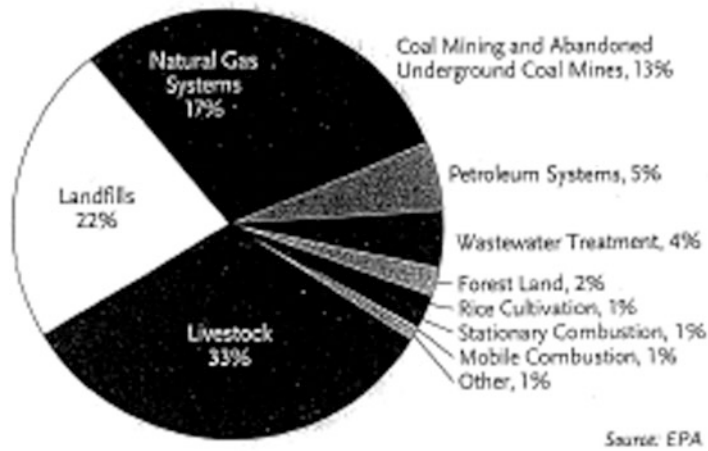 Natural Gas
Systems
17%
Coal Mining and Abandoned
Underground Coal Mines, 13%
Petroleum Systems, 5%
Landfills
22%
Wastewater Treatment, 4%
Forest Land, 2%
Rice Cultivation, 1%
Stationary Combustion, 1%
Mobile Combustion, 1%
Other, 1%
Livestock
33%
Source: EPA